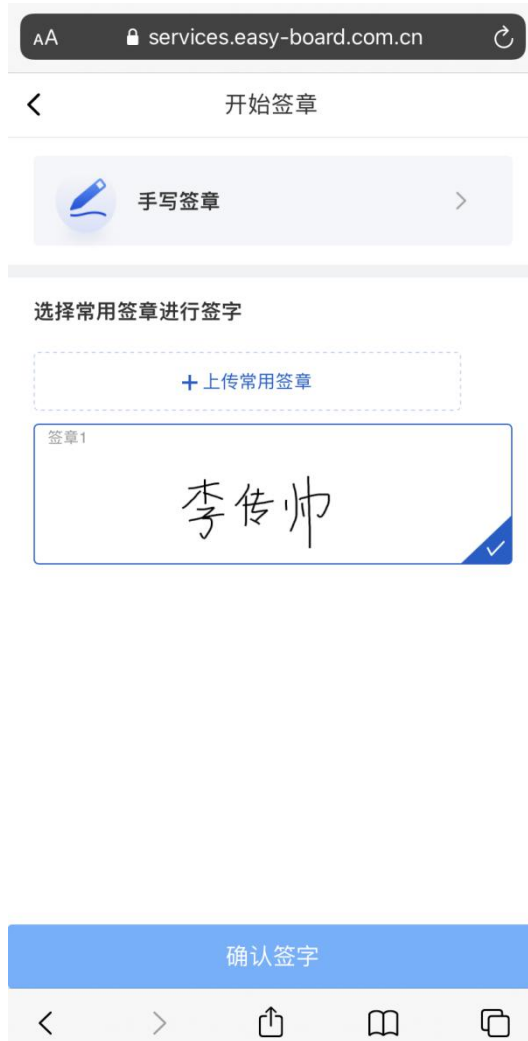 AA services.easy-board.com.cn
开始签章
手写签章
选择常用签章进行签字
+上传常用签章
签章1
李传帅
确认签字